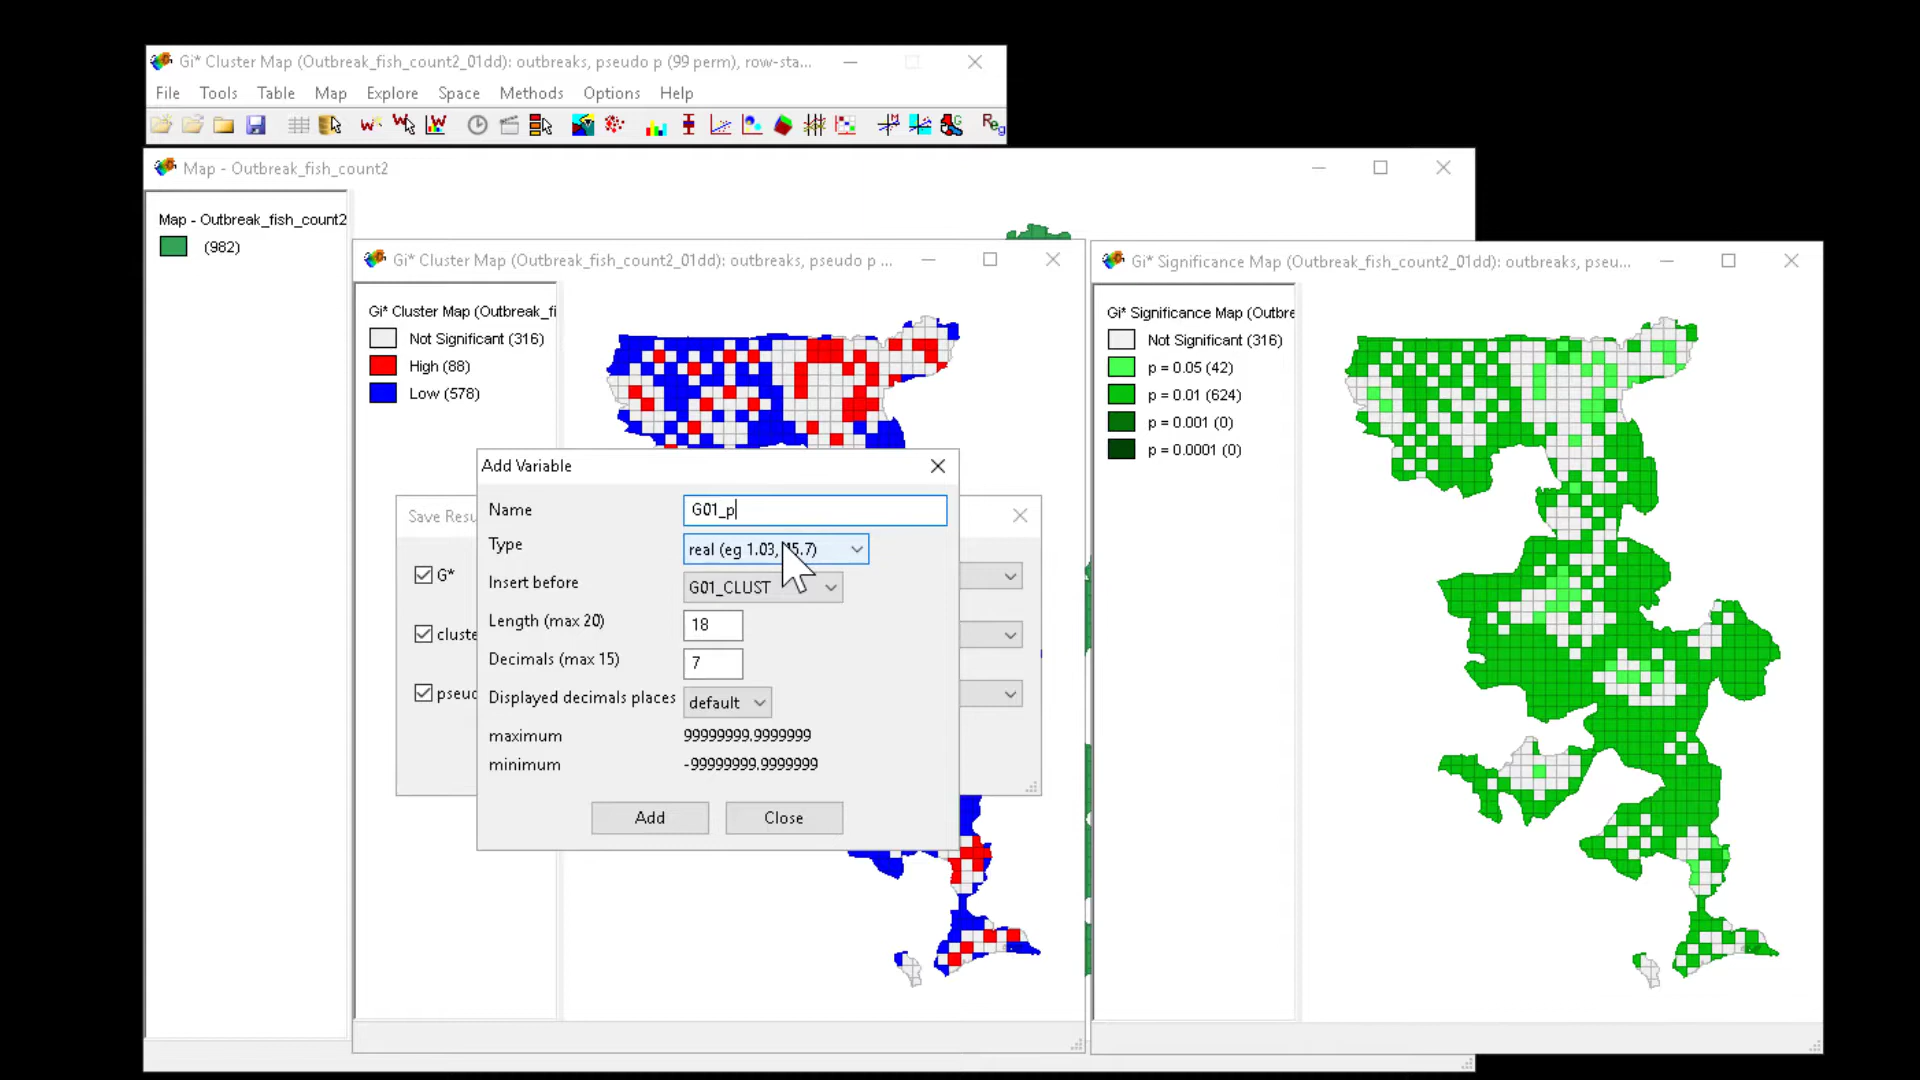 Gi* Cluster Map (Outbreak_fish_count2_01dd): outbreaks, pseudo p (99 perm), row-sta...
File Tools Table Map Explore Space Methods Options Help
Reg
Map - Outbreak_fish_count2
Map - Outbreak_fish_count2
(982)
Gi* Cluster Map (Outbreak_fish_count2_01dd): outbreaks, pseudo p ...
Gi* Cluster Map (Outbreak_fi
Not Significant (316)
High (88)
Low (578)
Gi* Significance Map (Outbreak_fish_count2_01dd): outbreaks, pseu...
Gi* Significance Map (Outbre
Not Significant (316)
p = 0.05 (42)
p = 0.01 (624)
p = 0.001 (0)
p = 0.0001 (0)
Save Resu
G*
cluste
pseud
Add Variable
Name G01_p
Type real (eg 1.03, 45.7)
Insert before G01_CLUST
Length (max 20) 18
Decimals (max 15) 7
Displayed decimals places default
maximum 99999999.9999999
minimum -99999999.9999999
Add Close